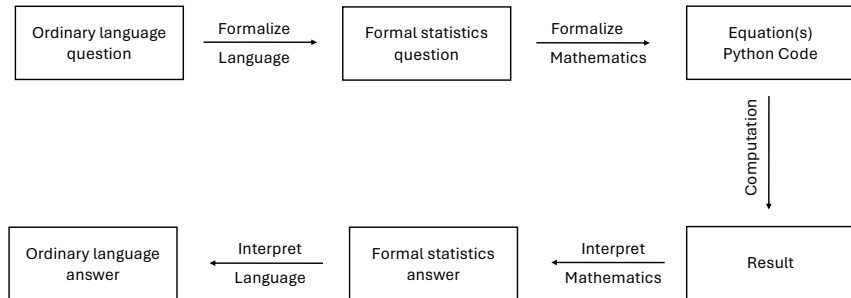 Ordinary language
question
Formalize
Language
Formal statistics
question
Formalize
Mathematics
Equation(s)
Python Code
Computation
Result
Interpret
Mathematics
Formal statistics
answer
Interpret
Language
Ordinary language
answer